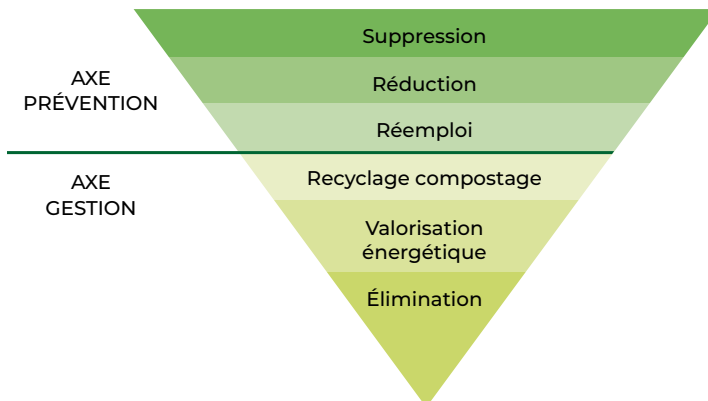 Suppression
AXE
PRÉVENTION
Réduction
Réemploi
AXE
GESTION
Recyclage compostage
Valorisation
énergétique
Élimination